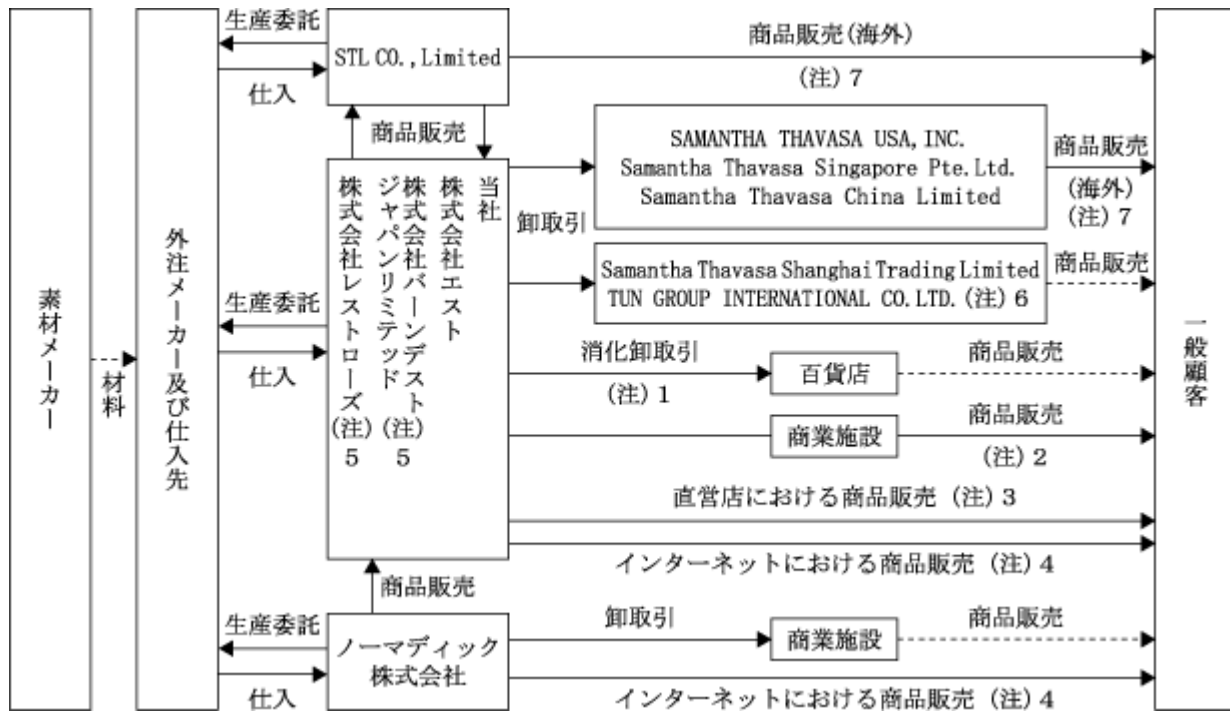 素材メーカー
材料
外注メーカー及び仕入先
生産委託
仕入
STL CO.,Limited
商品販売(海外)
(注)7
商品販売
当社
株式会社エスト
株式会社バーンデスト
ジャパンリミテッド(注)5
株式会社レストローズ(注)5
卸取引
SAMANTHA THAVASA USA,INC.
Samantha Thavasa Singapore Pte.Ltd.
Samantha Thavasa China Limited
商品販売
(海外)
(注)7
Samantha Thavasa Shanghai Trading Limited
TUN GROUP INTERNATIONAL CO.LTD.(注)6
商品販売
生産委託
仕入
消化卸取引
(注)1
百貨店
商品販売
商業施設
商品販売
(注)2
直営店における商品販売 (注)3
インターネットにおける商品販売 (注)4
商品販売
生産委託
仕入
ノーマディック
株式会社
卸取引
商業施設
商品販売
インターネットにおける商品販売 (注)4
一般顧客